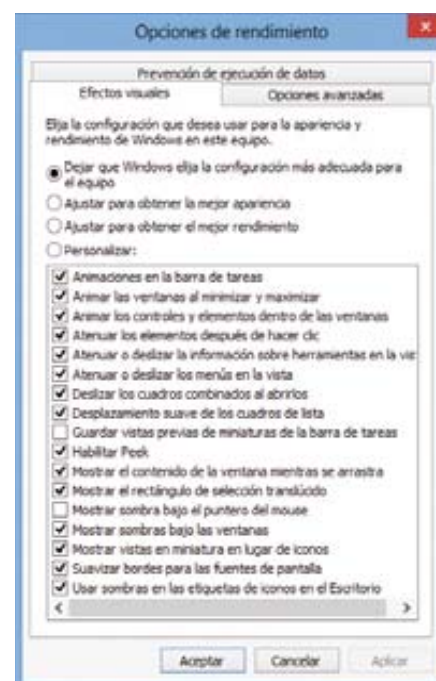 Opciones de rendimiento
Prevención de ejecución de datos
Efectos visuales
Opciones avanzadas
Elija la configuración que desea usar para la apariencia y
rendimiento de Windows en este equipo.
Dejar que Windows elija la configuración más adecuada para
el equipo
Ajustar para obtener la mejor apariencia
Ajustar para obtener el mejor rendimiento
Personalizar:
Animaciones en la barra de tareas
Animar las ventanas al minimizar y maximizar
Animar los controles y elementos dentro de las ventanas
Atenuar los elementos después de hacer clic
Atenuar o deslizar la información sobre herramientas en la vis
Atenuar o deslizar los menús en la vista
Deslizar los cuadros combinados al abrirlos
Desplazamiento suave de los cuadros de lista
Guardar vistas previas de miniaturas de la barra de tareas
Habilitar Peek
Mostrar el contenido de la ventana mientras se arrastra
Mostrar el rectángulo de selección translúcido
Mostrar sombra bajo el puntero del mouse
Mostrar sombras bajo las ventanas
Mostrar vistas en miniatura en lugar de iconos
Suavizar bordes para las fuentes de pantalla
Usar sombras en las etiquetas de iconos en el Escritorio
Aceptar
Cancelar
Aplicar